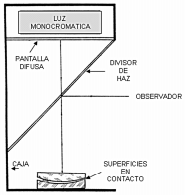 LUZ
MONOCROMATICA
PANTALLA
DIFUSA
DIVISOR
DE
HAZ
OBSERVADOR
CAJA
SUPERFICIES
EN
CONTACTO